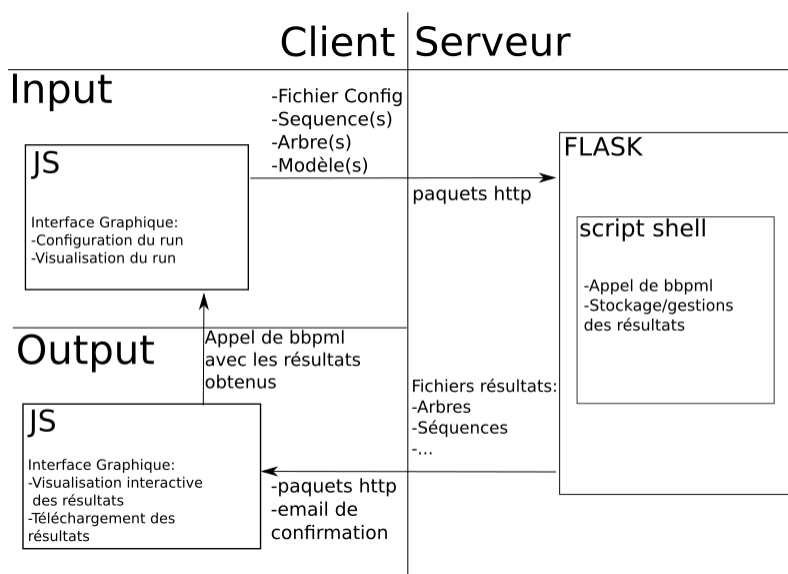 Client
Serveur
Input
-Fichier Config
-Sequence(s)
-Arbre(s)
-Modèle(s)
JS
Interface Graphique:
-Configuration du run
-Visualisation du run
paquets http
FLASK
script shell
-Appel de bbpml
-Stockage/gestions
des résultats
Output
Appel de bbpml
avec les résultats
obtenus
Fichiers résultats:
-Arbres
-Séquences
-...
JS
Interface Graphique:
-Visualisation interactive
des résultats
-Téléchargement des
résultats
-paquets http
-email de
confirmation